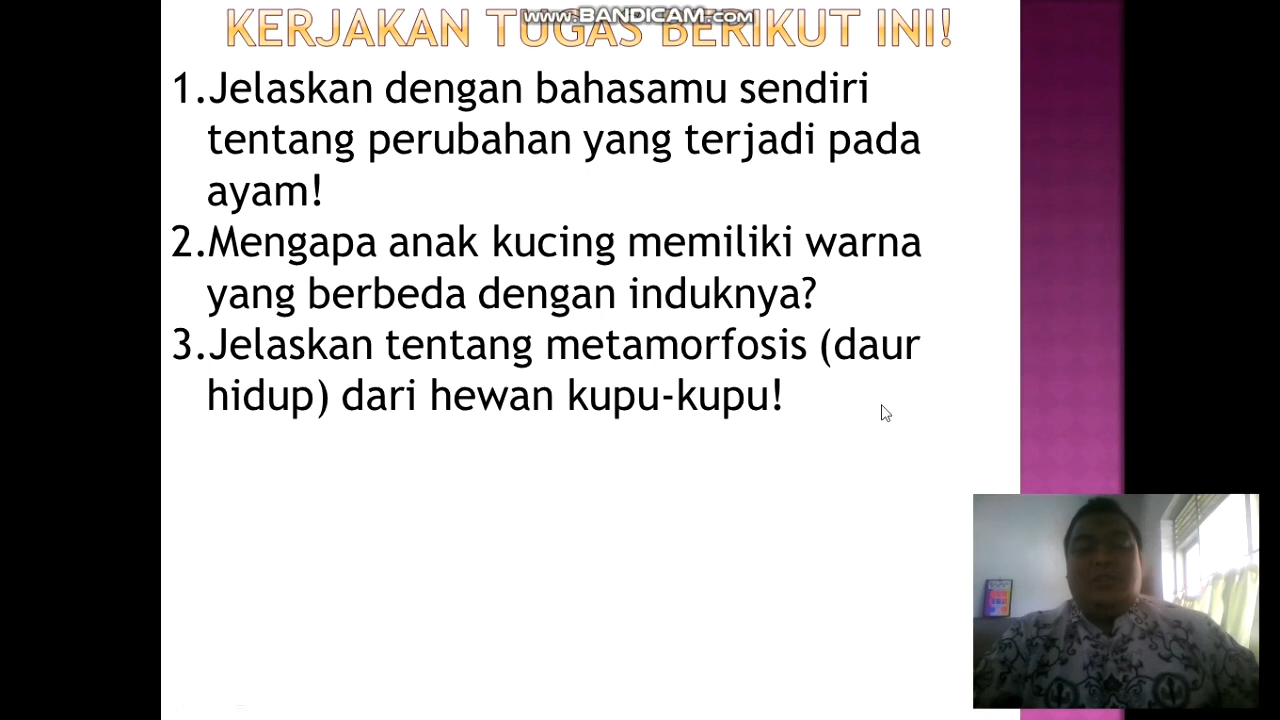 www.BANDICAM.com
KERJAKAN TUGAS BERIKUT INI!
1.Jelaskan dengan bahasamu sendiri
tentang perubahan yang terjadi pada
ayam!
2.Mengapa anak kucing memiliki warna
yang berbeda dengan induknya?
3.Jelaskan tentang metamorfosis (daur
hidup) dari hewan kupu-kupu!